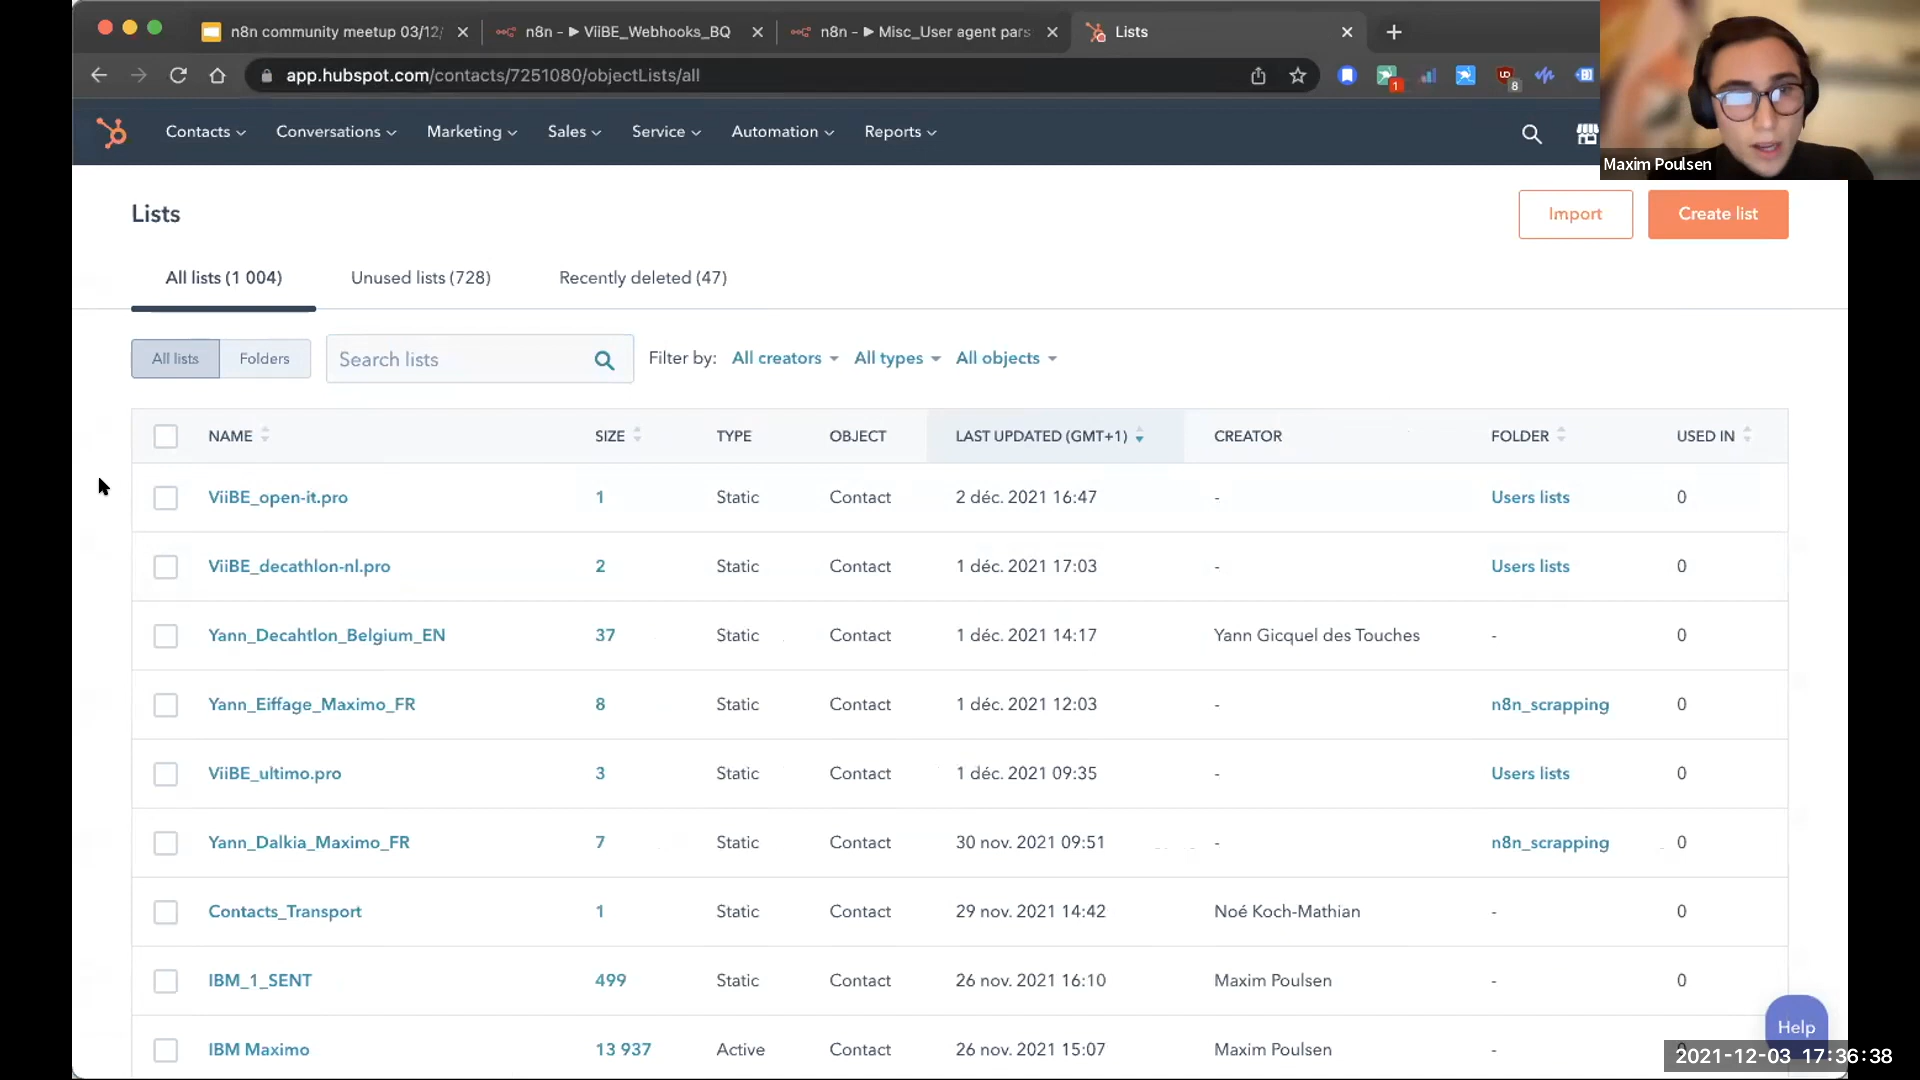 n8n community meetup 03/12/
n8n - ▶ ViiBE_Webhooks_BQ
n8n - ▶ Misc_User agent pars
Lists
app.hubspot.com/contacts/7251080/objectLists/all
1
UD
8
Contacts
Conversations
Marketing
Sales
Service
Automation
Reports
Maxim Poulsen
Lists
Import
Create list
All lists (1 004)
Unused lists (728)
Recently deleted (47)
All lists
Folders
Search lists
Filter by:
All creators
All types
All objects
NAME SIZE TYPE OBJECT LAST UPDATED (GMT+1) CREATOR FOLDER USED IN
ViiBE_open-it.pro 1 Static Contact 2 déc. 2021 16:47 - Users lists 0
ViiBE_decathlon-nl.pro 2 Static Contact 1 déc. 2021 17:03 - Users lists 0
Yann_Decahtlon_Belgium_EN 37 Static Contact 1 déc. 2021 14:17 Yann Gicquel des Touches - 0
Yann_Eiffage_Maximo_FR 8 Static Contact 1 déc. 2021 12:03 - n8n_scrapping 0
ViiBE_ultimo.pro 3 Static Contact 1 déc. 2021 09:35 - Users lists 0
Yann_Dalkia_Maximo_FR 7 Static Contact 30 nov. 2021 09:51 - n8n_scrapping 0
Contacts_Transport 1 Static Contact 29 nov. 2021 14:42 Noé Koch-Mathian - 0
IBM_1_SENT 499 Static Contact 26 nov. 2021 16:10 Maxim Poulsen - 0
IBM Maximo 13 937 Active Contact 26 nov. 2021 15:07 Maxim Poulsen - 0
Help
2021-12-03 17:36:38